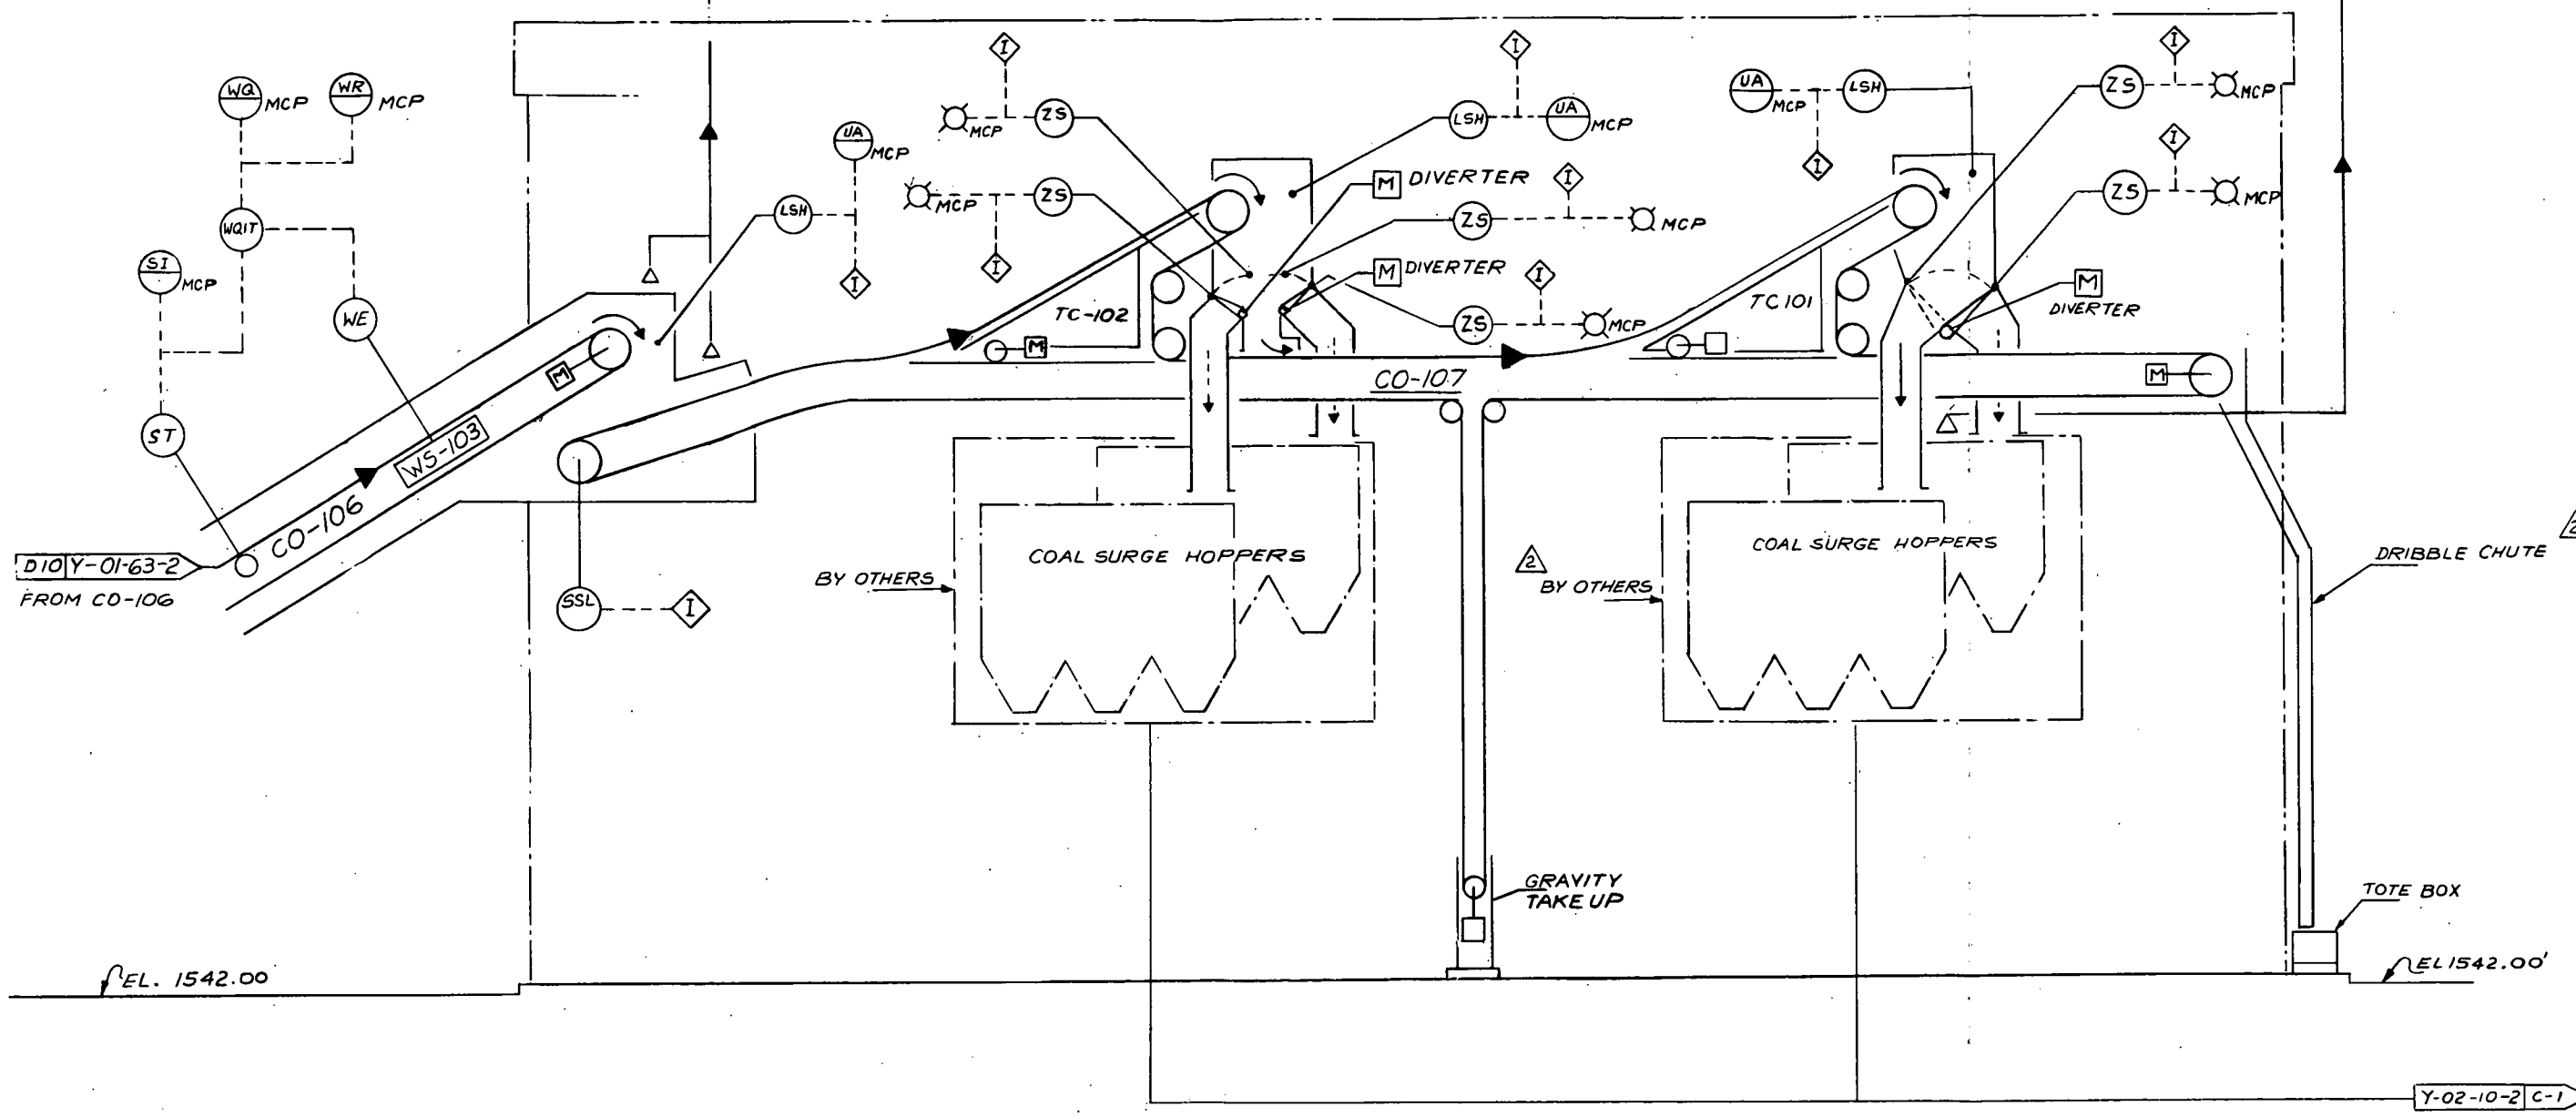 WQ
MCP
WR
MCP
WQIT
SI
MCP
WE
ST
WS-103
CO-106
M
D10 Y-01-63-2
FROM CO-106
SSL
I
UA
MCP
LSH
I
I
ZS
MCP
ZS
MCP
I
I
LSH
UA
MCP
M DIVERTER
I
ZS
MCP
M DIVERTER
I
ZS
MCP
TC-102
M
CO-107
UA
MCP
LSH
I
I
ZS
MCP
I
ZS
MCP
M
DIVERTER
TC 101
M
COAL SURGE HOPPERS
BY OTHERS
2
BY OTHERS
COAL SURGE HOPPERS
2
DRIBBLE CHUTE
GRAVITY
TAKE UP
TOTE BOX
EL. 1542.00
EL 1542.00'
Y-02-10-2 C-1